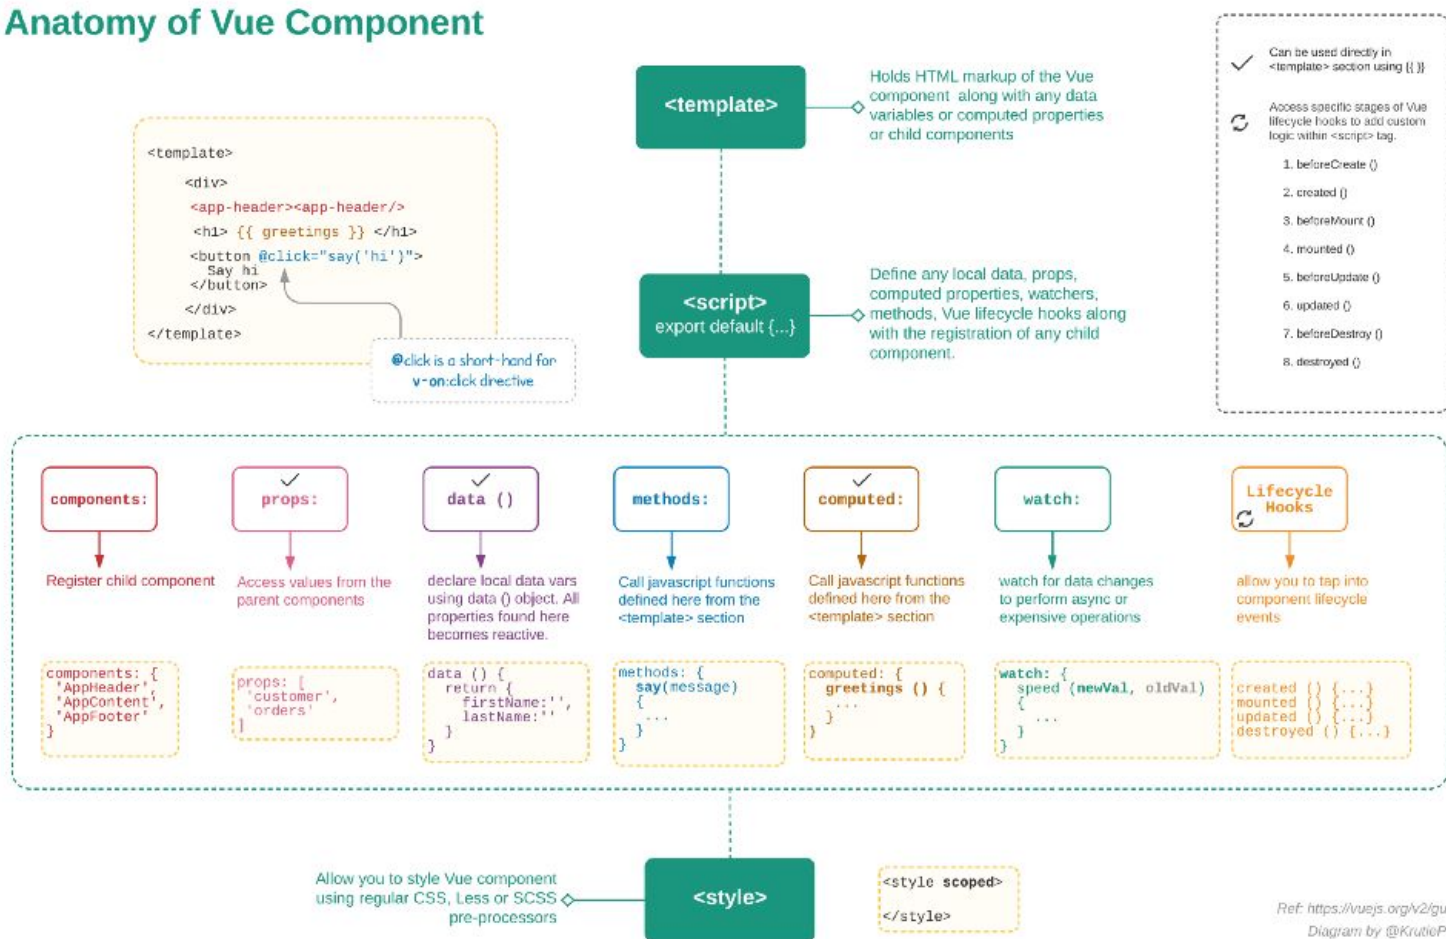 Anatomy of Vue Component
<template>
Holds HTML markup of the Vue
component along with any data
variables or computed properties
or child components
Can be used directly in
<template> section using {{ }}
Access specific stages of Vue
lifecycle hooks to add custom
logic within <script> tag.
1. beforeCreate ()
2. created ()
3. beforeMount ()
4. mounted ()
5. beforeUpdate ()
6. updated ()
7. beforeDestroy ()
8. destroyed ()
<template>
<div>
<app-header><app-header/>
<h1> {{ greetings }} </h1>
<button @click="say('hi')">
Say hi
</button>
</div>
</template>
@click is a short-hand for
v-on:click directive
<script>
export default {...}
Define any local data, props,
computed properties, watchers,
methods, Vue lifecycle hooks along
with the registration of any child
component.
components:
Register child component
components: {
'AppHeader',
'AppContent',
'AppFooter'
}
props:
Access values from the
parent components
props: [
'customer',
'orders'
]
data ()
declare local data vars
using data () object. All
properties found here
becomes reactive.
data () {
return {
firstName:'',
lastName:''
}
}
methods:
Call javascript functions
defined here from the
<template> section
methods: {
say(message)
{
...
}
}
computed:
Call javascript functions
defined here from the
<template> section
computed: {
greetings () {
...
}
}
watch:
watch for data changes
to perform async or
expensive operations
watch: {
speed (newVal, oldVal)
{
...
}
}
Lifecycle
Hooks
allow you to tap into
component lifecycle
events
created () {...}
mounted () {...}
updated () {...}
destroyed () {...}
Allow you to style Vue component
using regular CSS, Less or SCSS
pre-processors
<style>
<style scoped>
</style>
Ref: https://vuejs.org/v2/gu
Diagram by @KrutieP